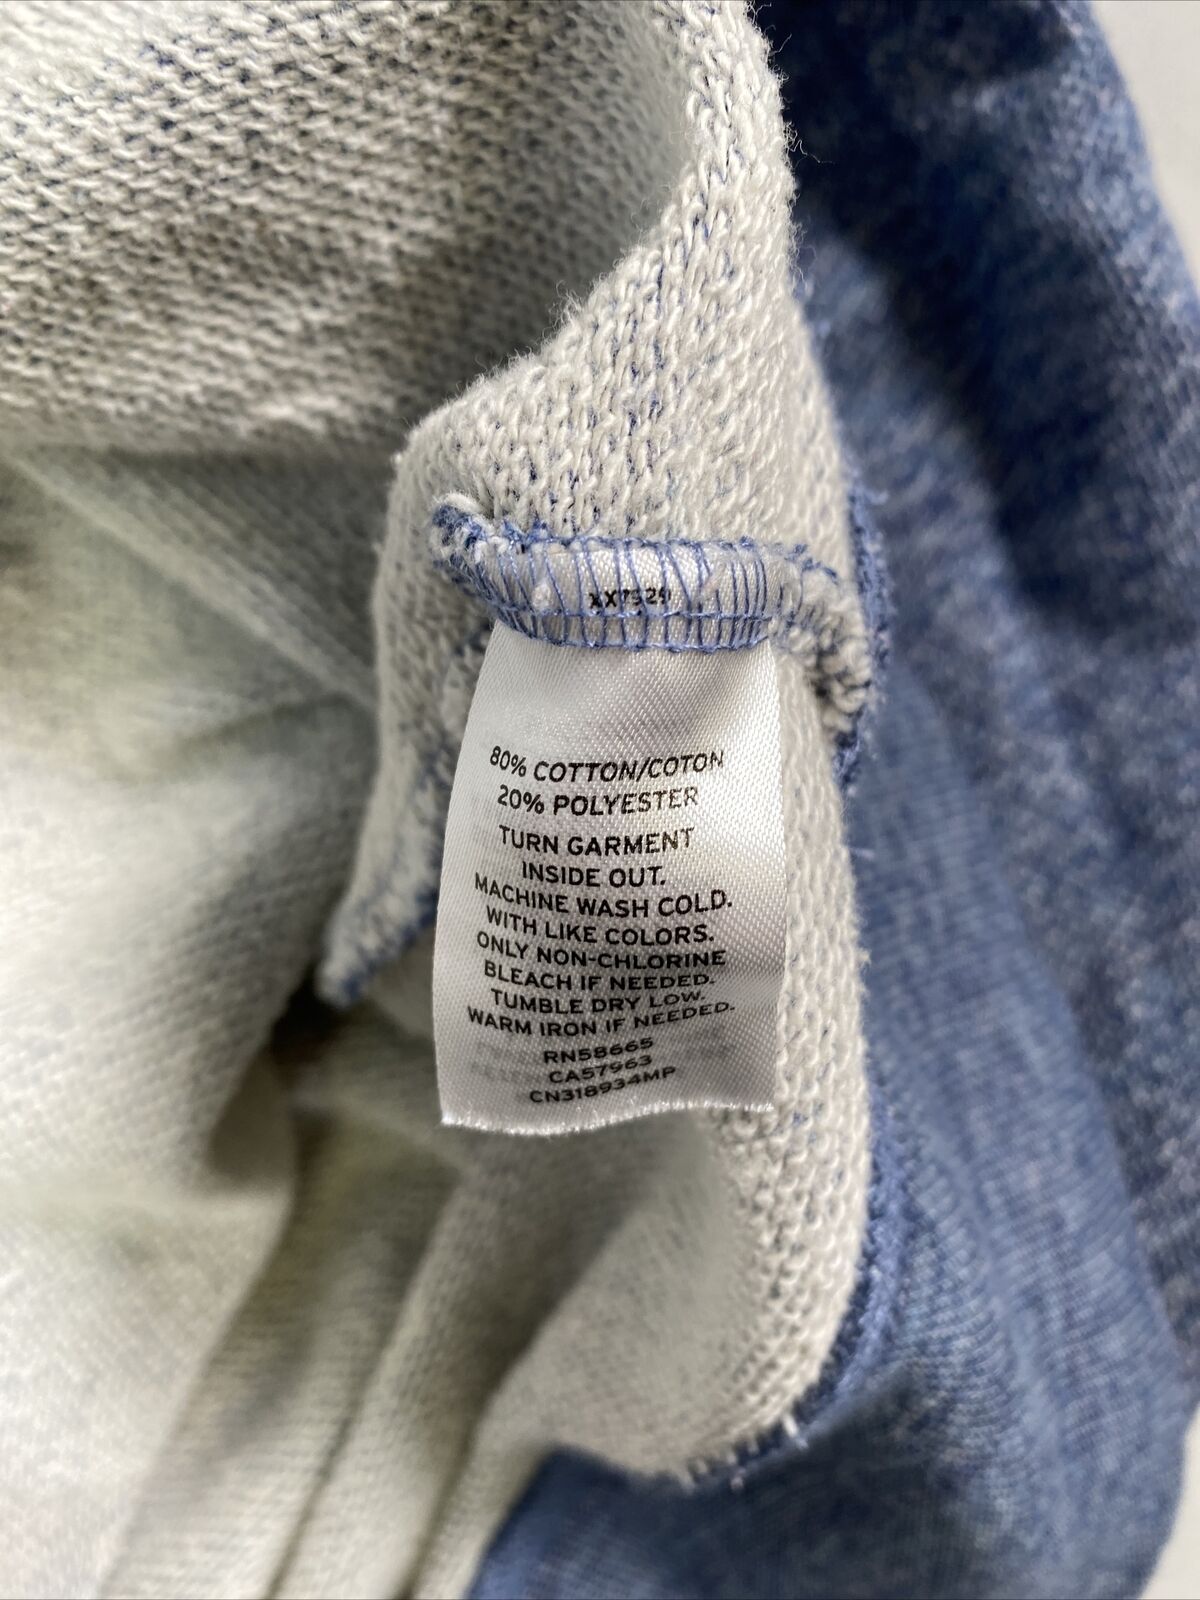 80% COTTON/COTON
20% POLYESTER
TURN GARMENT
INSIDE OUT.
MACHINE WASH COLD.
WITH LIKE COLORS.
ONLY NON-CHLORINE
BLEACH IF NEEDED.
TUMBLE DRY LOW.
WARM IRON IF NEEDED.
RN58665
CA57963
CN318934MP